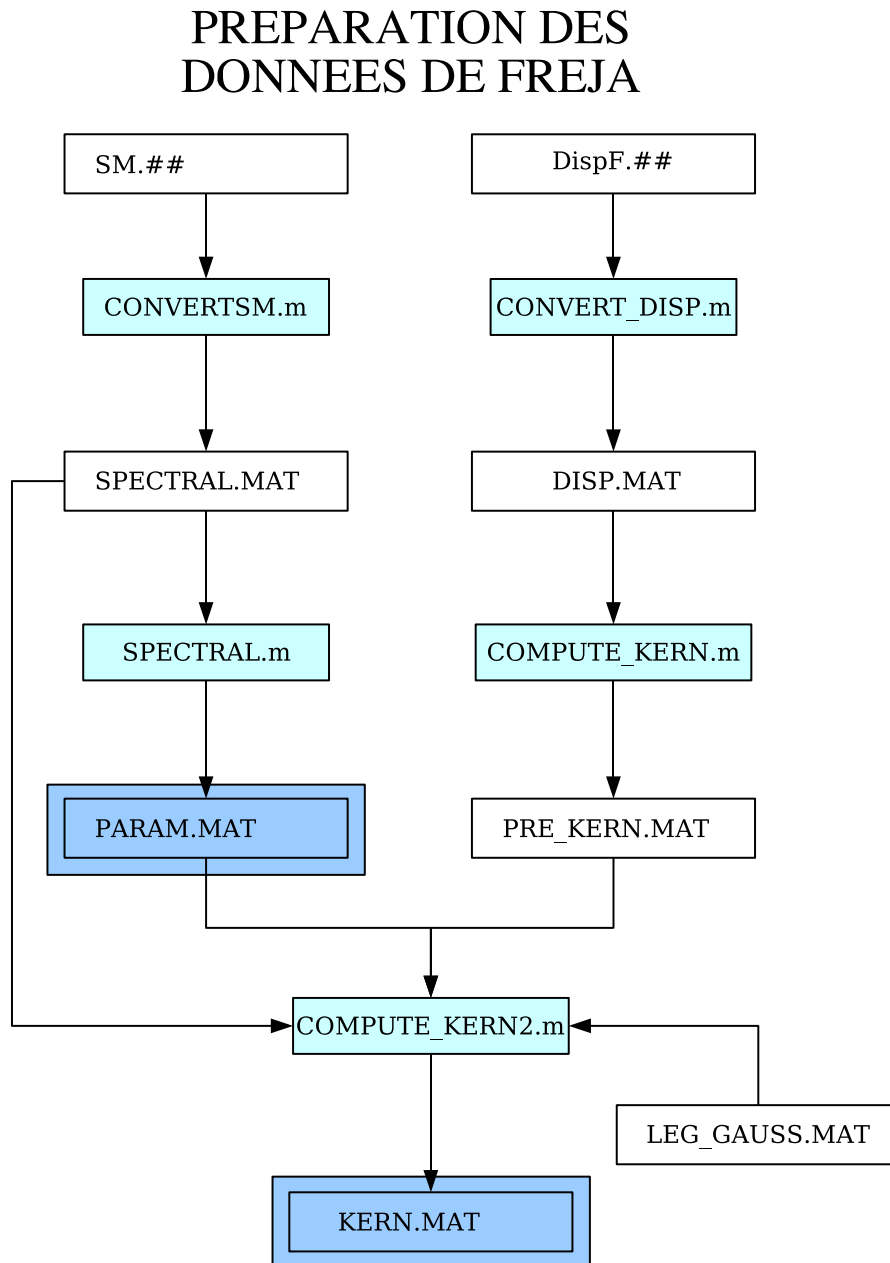 PREPARATION DES
DONNEES DE FREJA
SM.##
DispF.##
CONVERTSM.m
CONVERT_DISP.m
SPECTRAL.MAT
DISP.MAT
SPECTRAL.m
COMPUTE_KERN.m
PARAM.MAT
PRE_KERN.MAT
COMPUTE_KERN2.m
LEG_GAUSS.MAT
KERN.MAT